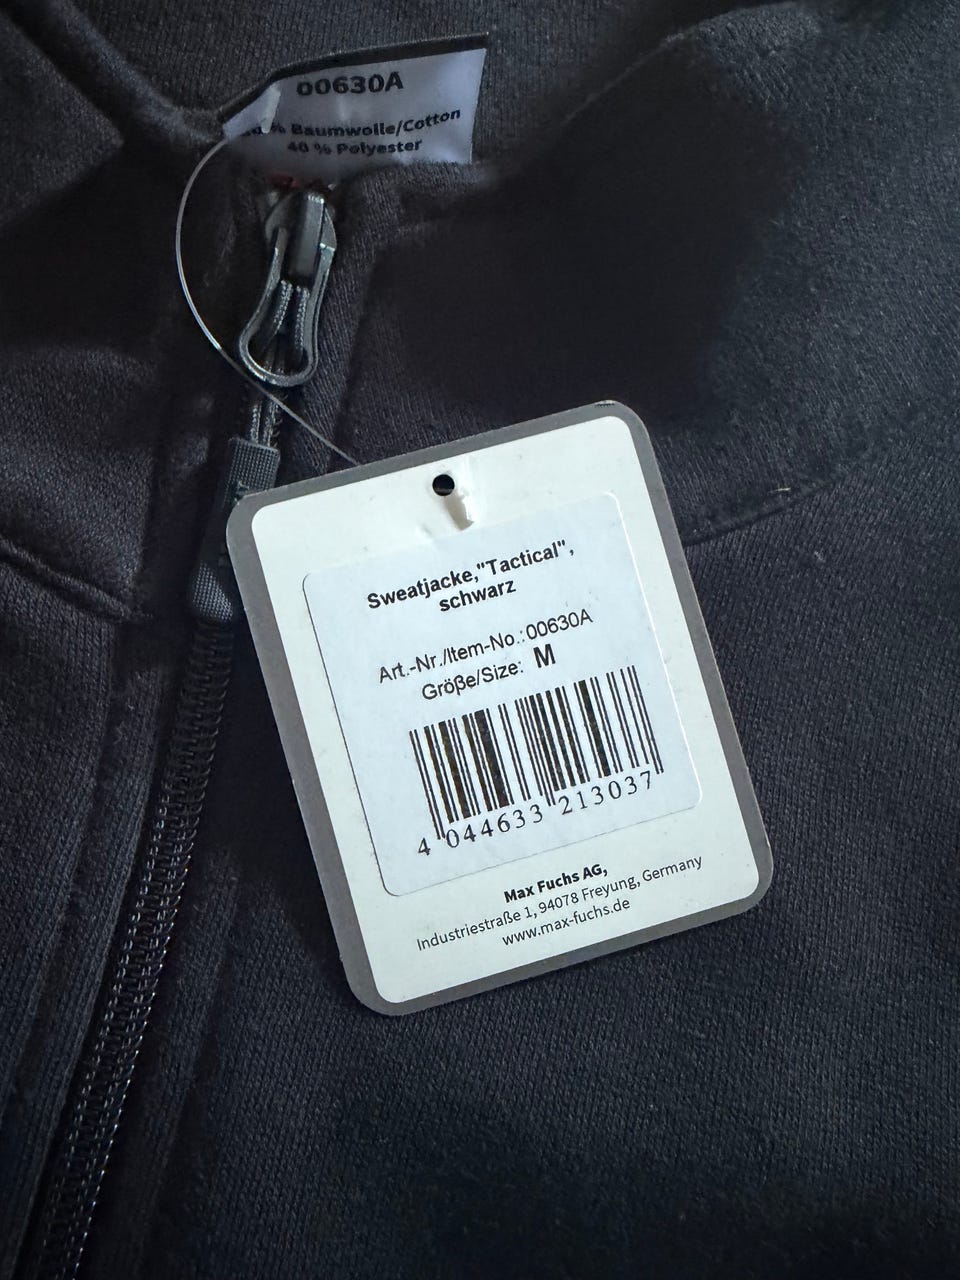 00630A
% Baumwolle/Cotton
40 % Polyester
Sweatjacke,"Tactical",
schwarz
Art.-Nr./Item-No.:00630A
Größe/Size: M
4 044633 213037
Max Fuchs AG,
Industriestraße 1, 94078 Freyung, Germany
www.max-fuchs.de